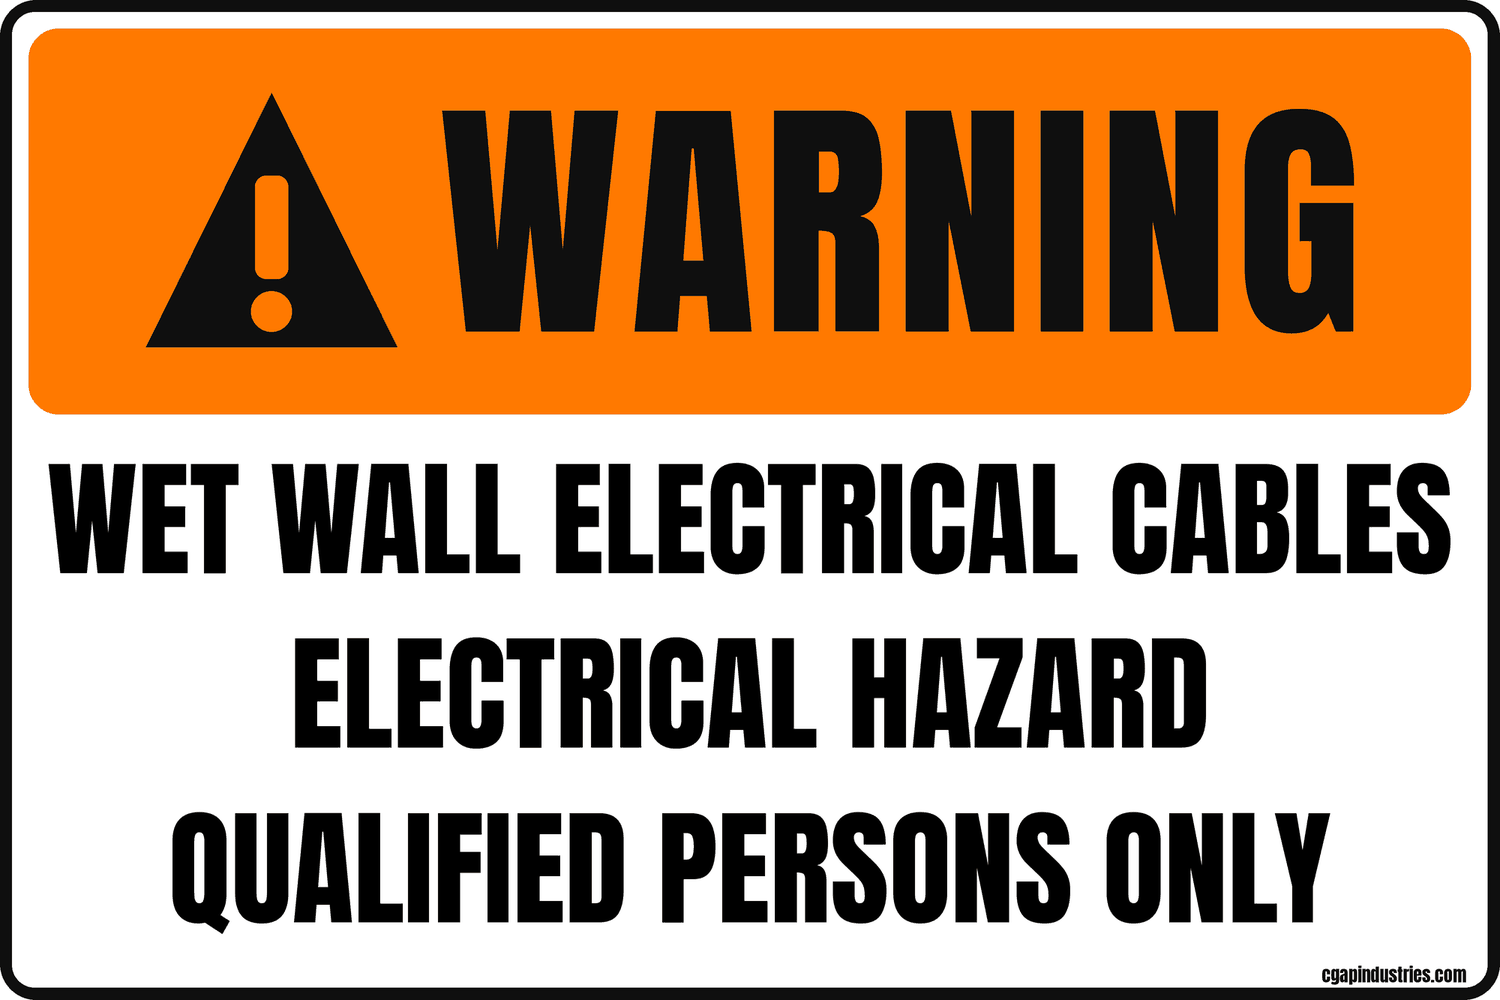 WARNING
WET WALL ELECTRICAL CABLES
ELECTRICAL HAZARD
QUALIFIED PERSONS ONLY
cgapindustries.com